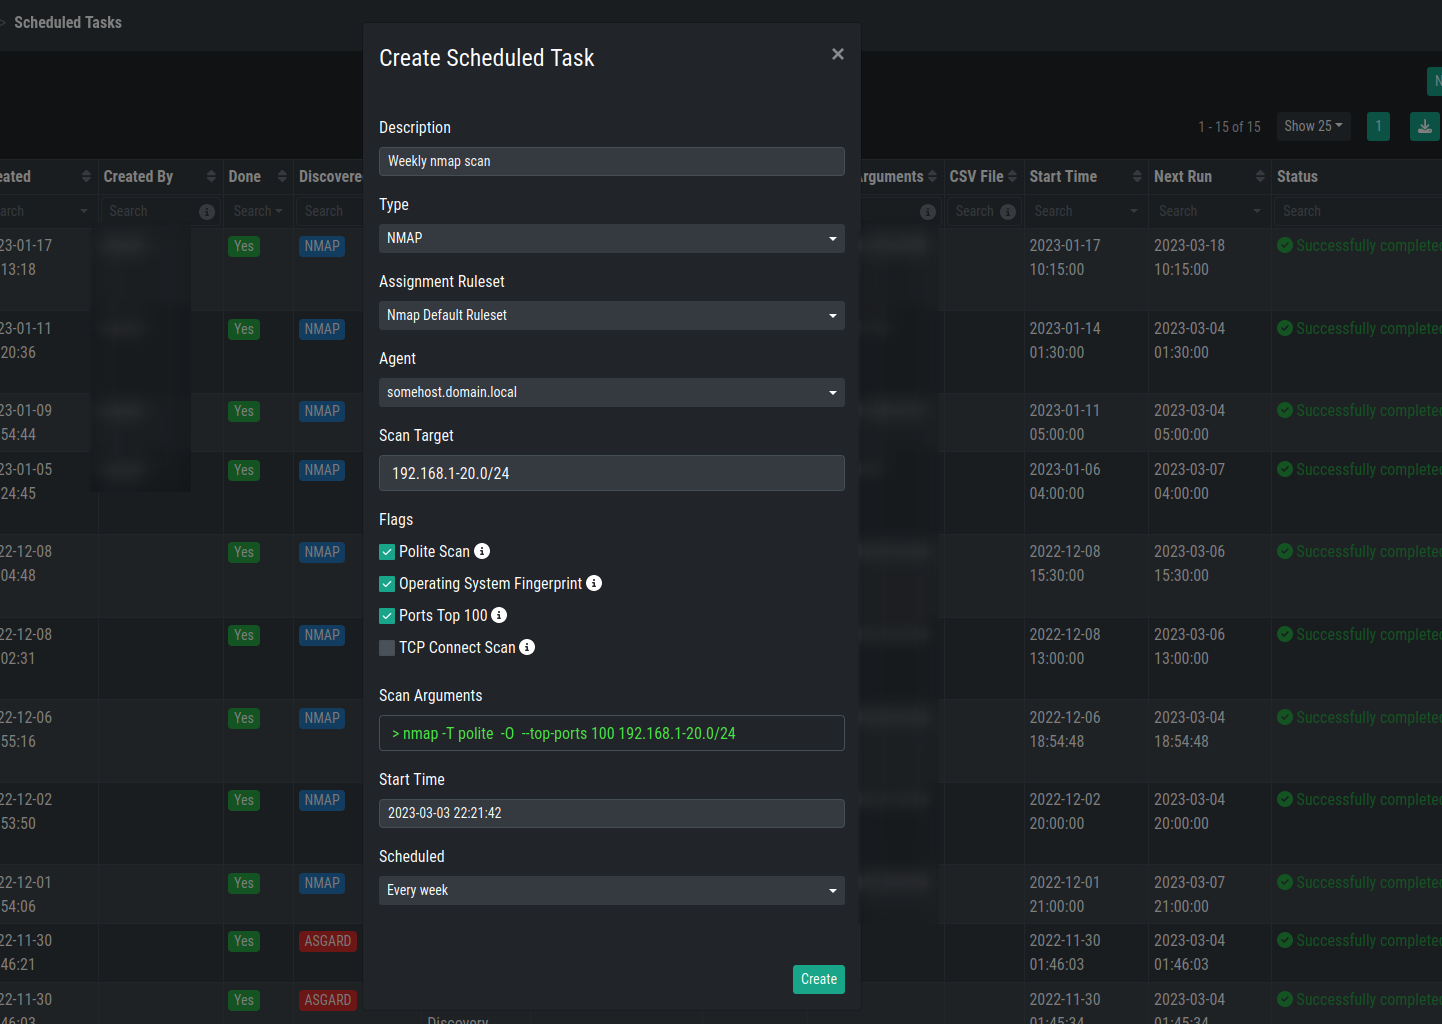 > Scheduled Tasks
Create Scheduled Task
×
Description
Weekly nmap scan
Type
NMAP
Assignment Ruleset
Nmap Default Ruleset
Agent
somehost.domain.local
Scan Target
192.168.1-20.0/24
Flags
Polite Scan
Operating System Fingerprint
Ports Top 100
TCP Connect Scan
Scan Arguments
> nmap -T polite -O --top-ports 100 192.168.1-20.0/24
Start Time
2023-03-03 22:21:42
Scheduled
Every week
Create
1 - 15 of 15 Show 25 1
eated Created By Done Discovere rguments CSV File Start Time Next Run Status
arch Search Search Search Search Search Search Search
23-01-17 Yes NMAP 2023-01-17 2023-03-18 Successfully completed
13:18 10:15:00 10:15:00
23-01-11 Yes NMAP 2023-01-14 2023-03-04 Successfully completed
20:36 01:30:00 01:30:00
23-01-09 Yes NMAP 2023-01-11 2023-03-04 Successfully completed
54:44 05:00:00 05:00:00
23-01-05 Yes NMAP 2023-01-06 2023-03-07 Successfully completed
24:45 04:00:00 04:00:00
22-12-08 Yes NMAP 2022-12-08 2023-03-06 Successfully completed
04:48 15:30:00 15:30:00
22-12-08 Yes NMAP 2022-12-08 2023-03-06 Successfully completed
02:31 13:00:00 13:00:00
22-12-06 Yes NMAP 2022-12-06 2023-03-04 Successfully completed
55:16 18:54:48 18:54:48
22-12-02 Yes NMAP 2022-12-02 2023-03-04 Successfully completed
53:50 20:00:00 20:00:00
22-12-01 Yes NMAP 2022-12-01 2023-03-07 Successfully completed
54:06 21:00:00 21:00:00
22-11-30 Yes ASGARD 2022-11-30 2023-03-04 Successfully completed
46:21 01:46:03 01:46:03
22-11-30 Yes ASGARD 2022-11-30 2023-03-04 Successfully completed
46:03 Discovery 01:45:34 01:45:34